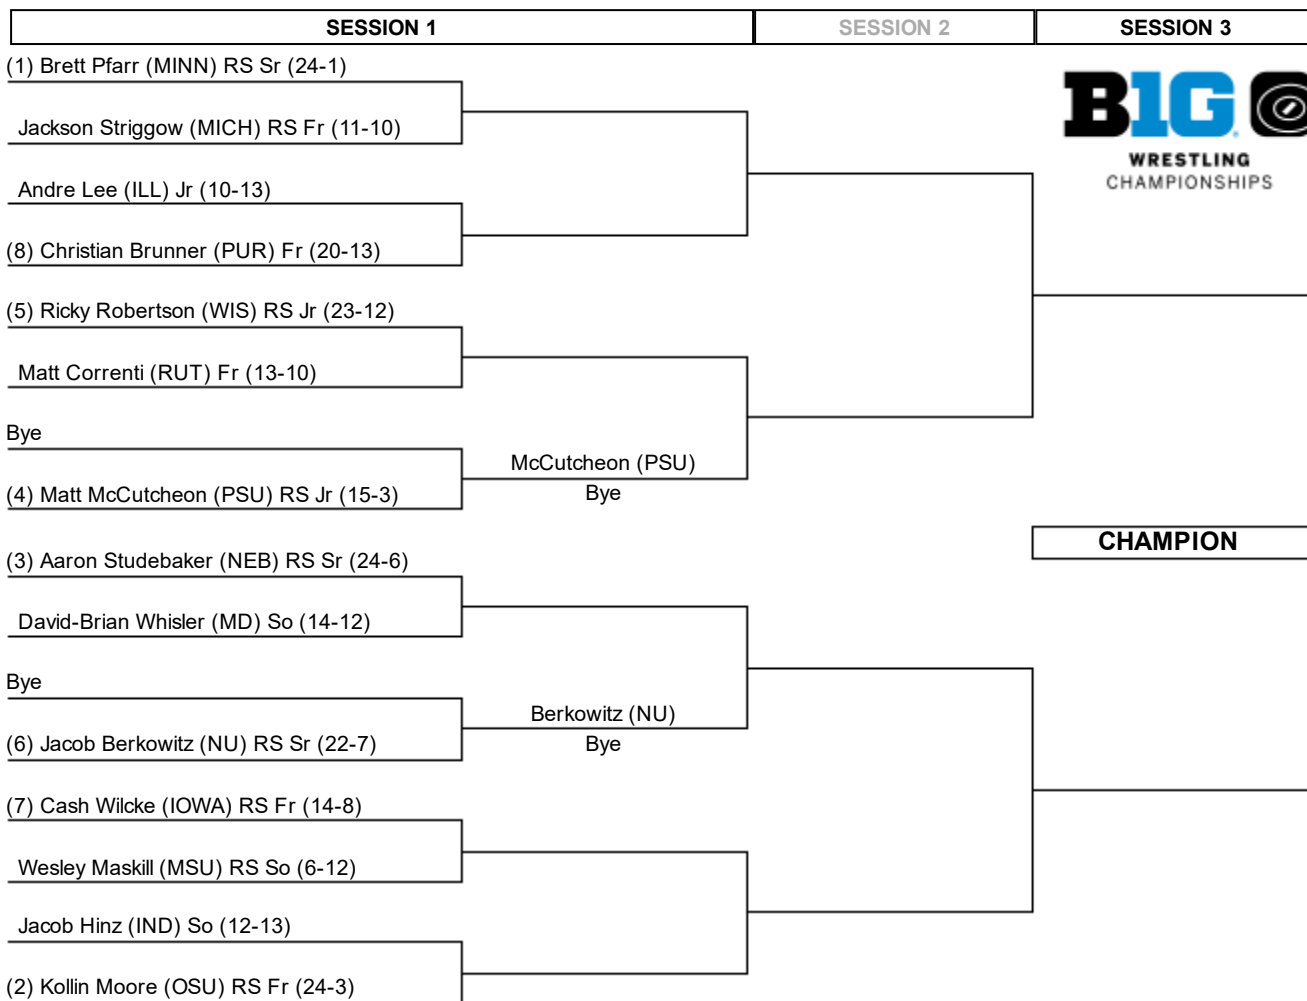 SESSION 1 SESSION 2 SESSION 3
(1) Brett Pfarr (MINN) RS Sr (24-1)
B1G
WRESTLING
CHAMPIONSHIPS
Jackson Striggow (MICH) RS Fr (11-10)
Andre Lee (ILL) Jr (10-13)
(8) Christian Brunner (PUR) Fr (20-13)
(5) Ricky Robertson (WIS) RS Jr (23-12)
Matt Correnti (RUT) Fr (13-10)
Bye
McCutcheon (PSU)
(4) Matt McCutcheon (PSU) RS Jr (15-3)
Bye
CHAMPION
(3) Aaron Studebaker (NEB) RS Sr (24-6)
David-Brian Whisler (MD) So (14-12)
Bye
Berkowitz (NU)
(6) Jacob Berkowitz (NU) RS Sr (22-7)
Bye
(7) Cash Wilcke (IOWA) RS Fr (14-8)
Wesley Maskill (MSU) RS So (6-12)
Jacob Hinz (IND) So (12-13)
(2) Kollin Moore (OSU) RS Fr (24-3)